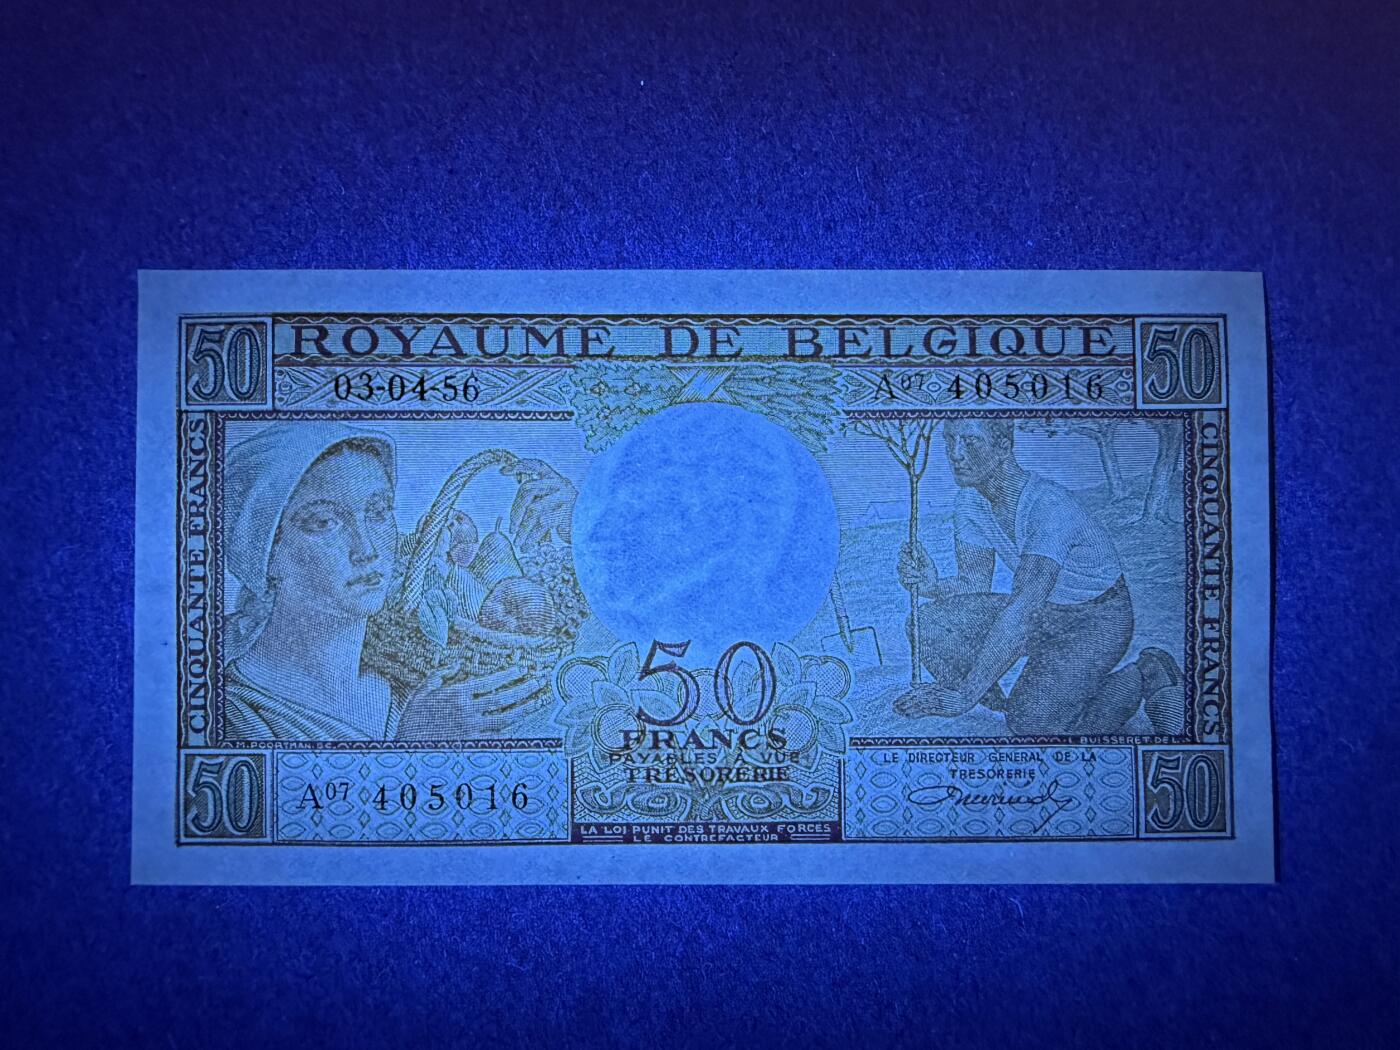 50 ROYAUME DE BELGIQUE 50
03-04-56 A07 405016
CINQUANTE FRANCS
CINQUANTE FRANCS
50
FRANCS
PAYABLES A VUE
TRÉSORERIE
M. POORTMAN. SC.
L. BUISSERET. DEL.
50 A07 405016
LE DIRECTEUR GENERAL DE LA
TRESORERIE
50
LA LOI PUNIT DES TRAVAUX FORCES
LE CONTREFACTEUR